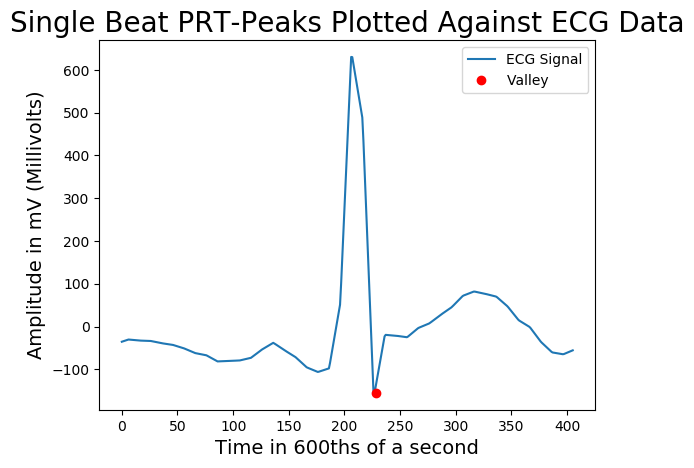 Single Beat PRT-Peaks Plotted Against ECG Data
ECG Signal
Valley
600
500
400
300
200
100
0
−100
Amplitude in mV (Millivolts)
0 50 100 150 200 250 300 350 400
Time in 600ths of a second